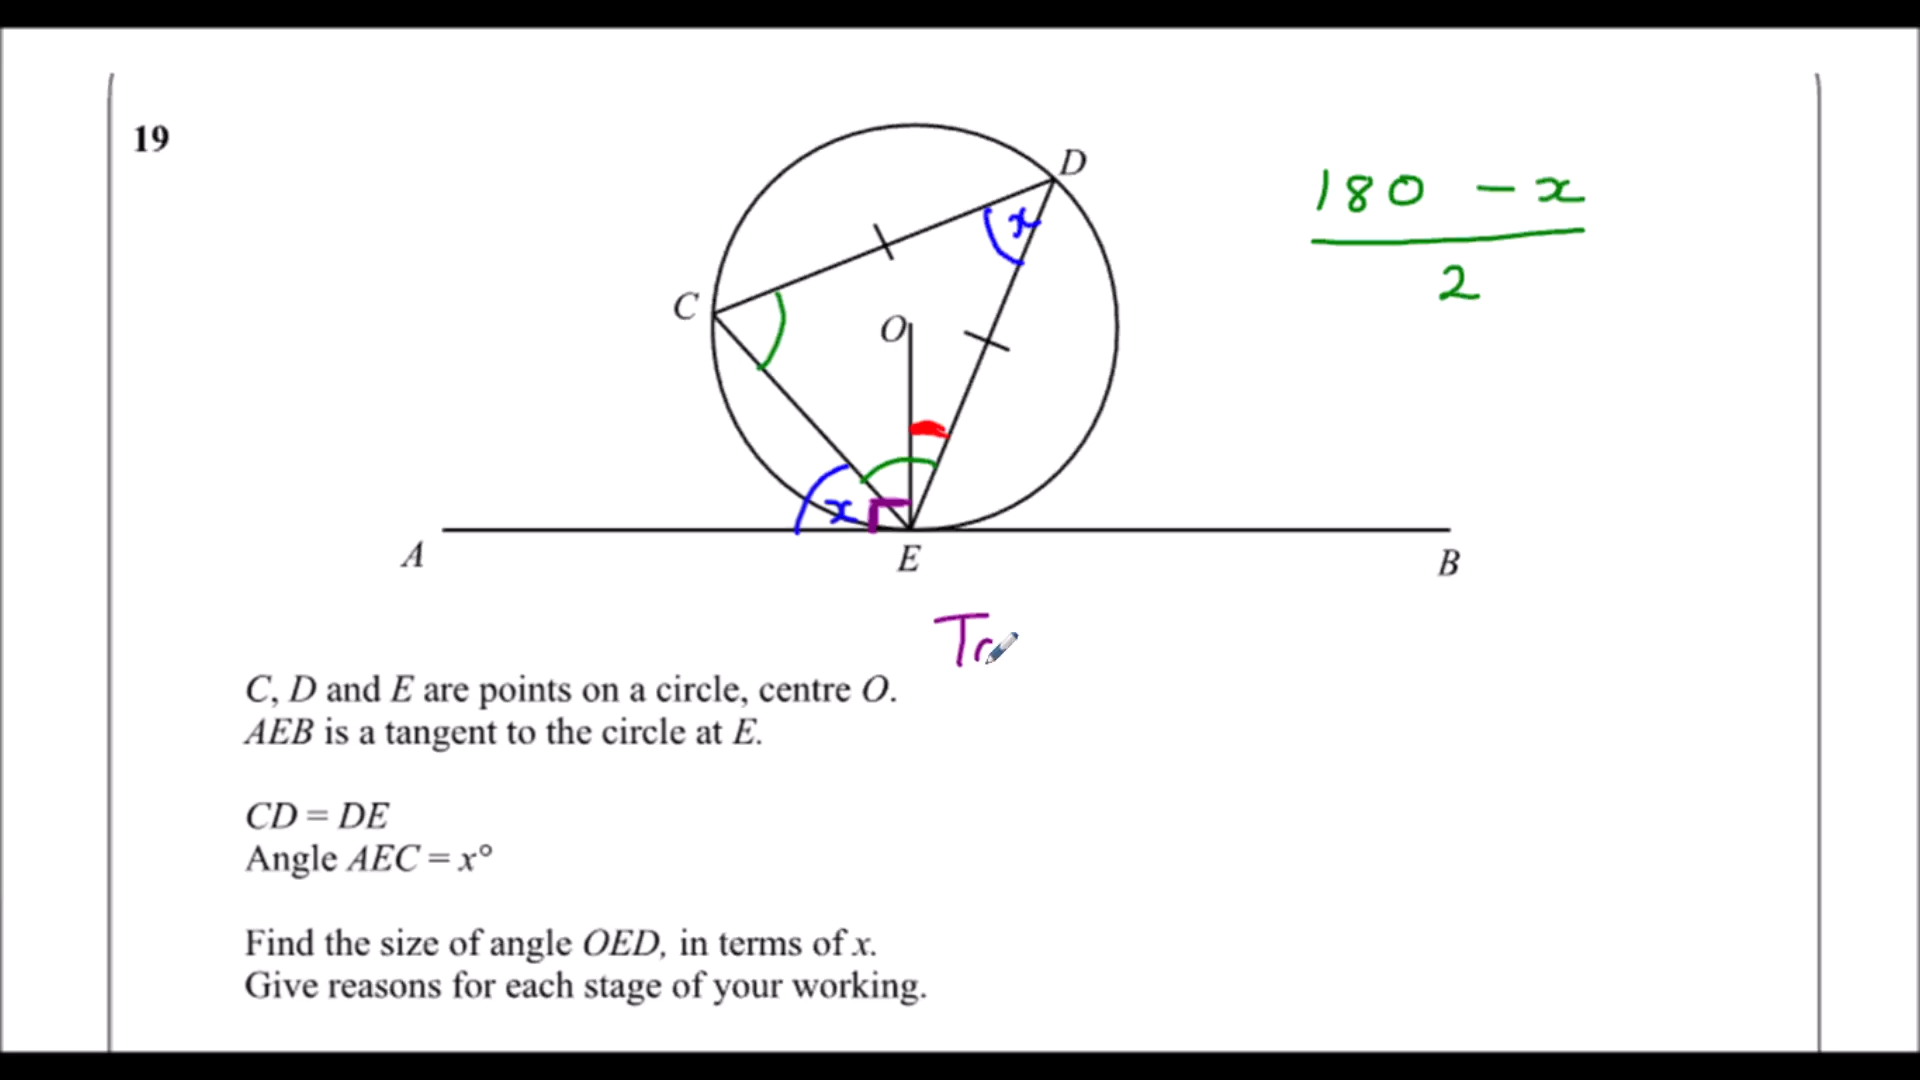 19
D
180 - x
2
x
C
O
x
A
E
B
C, D and E are points on a circle, centre O.
AEB is a tangent to the circle at E.
CD = DE
Angle AEC = x°
Find the size of angle OED, in terms of x.
Give reasons for each stage of your working.